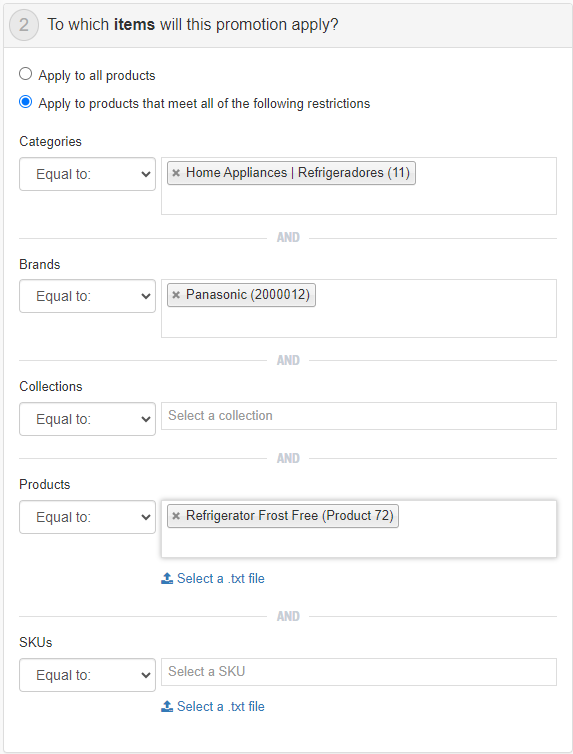 2 To which items will this promotion apply?
Apply to all products
Apply to products that meet all of the following restrictions
Categories
Equal to: × Home Appliances | Refrigeradores (11)
AND
Brands
Equal to: × Panasonic (2000012)
AND
Collections
Equal to: Select a collection
AND
Products
Equal to: × Refrigerator Frost Free (Product 72)
Select a .txt file
AND
SKUs
Equal to: Select a SKU
Select a .txt file